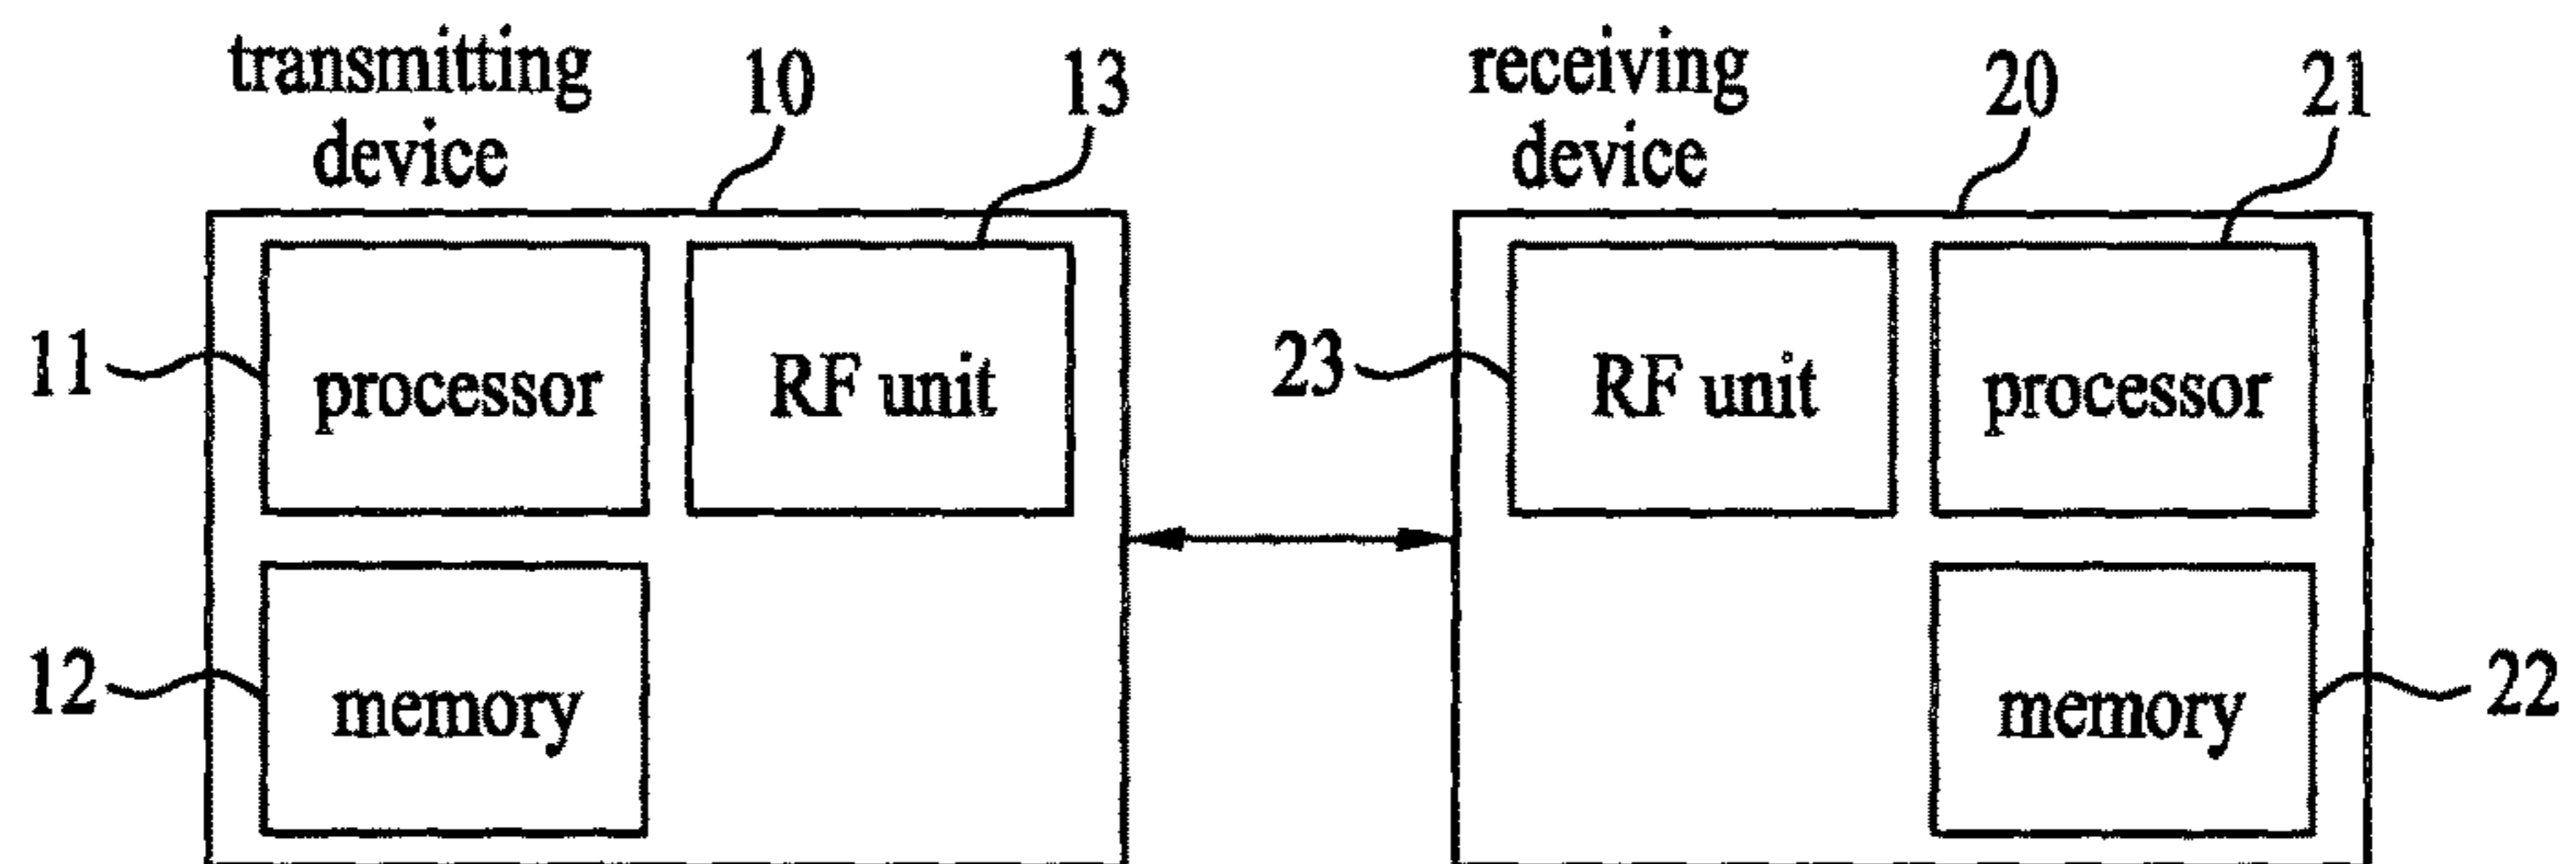 transmitting
device
10
13
receiving
device
20
21
11
processor
RF unit
23
RF unit
processor
12
memory
memory
22